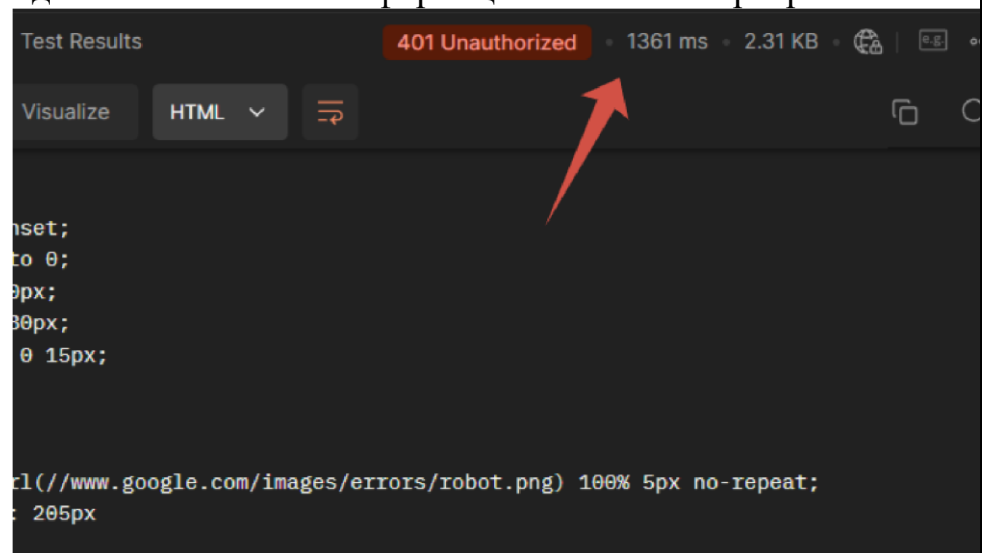 Test Results 401 Unauthorized • 1361 ms • 2.31 KB • e.g.
Visualize HTML
nset;
to 0;
0px;
30px;
0 15px;
rl(//www.google.com/images/errors/robot.png) 100% 5px no-repeat;
: 205px